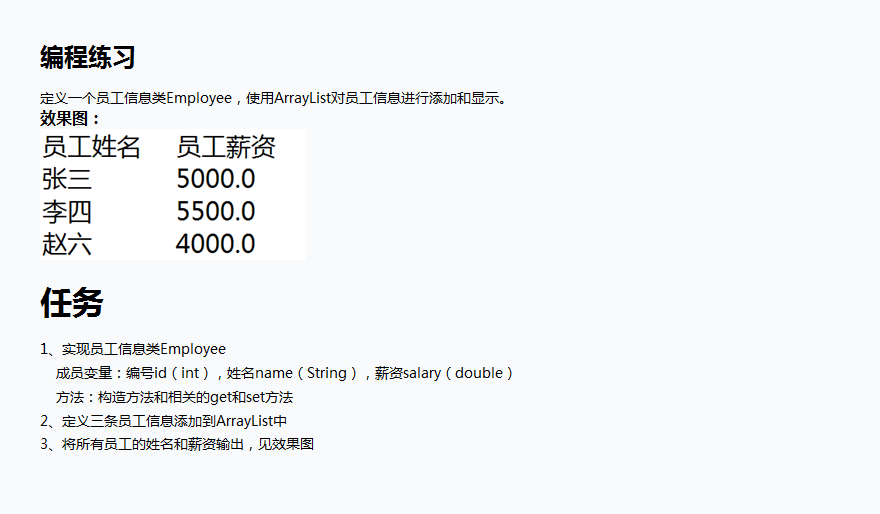 编程练习
定义一个员工信息类Employee，使用ArrayList对员工信息进行添加和显示。
效果图：
员工姓名 员工薪资
张三 5000.0
李四 5500.0
赵六 4000.0
任务
1、实现员工信息类Employee
成员变量：编号id（int），姓名name（String），薪资salary（double）
方法：构造方法和相关的get和set方法
2、定义三条员工信息添加到ArrayList中
3、将所有员工的姓名和薪资输出，见效果图